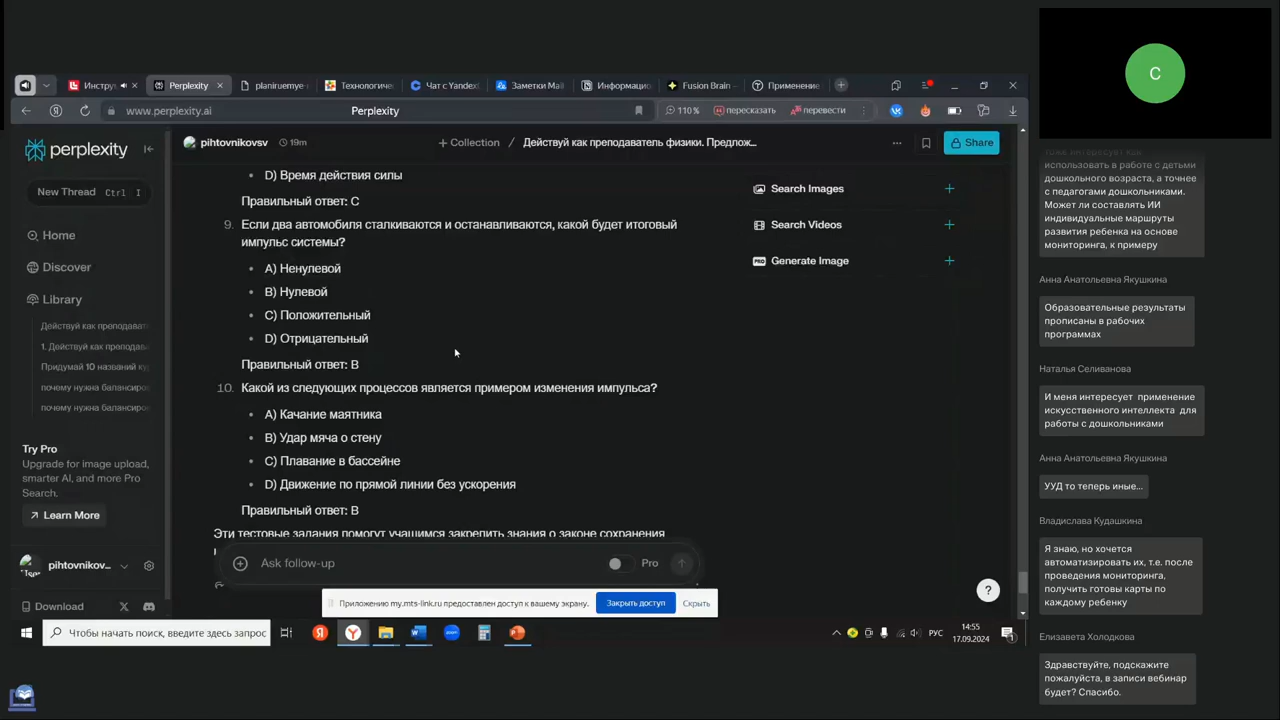 Инструк
Perplexity
planiruemye-
Технологичес
Чат с YandexG
Заметки Mail
Информацио
Fusion Brain –
Применение
www.perplexity.ai
Perplexity
110 %
пересказать
перевести
perplexity
New Thread Ctrl I
Home
Discover
Library
Действуй как преподават
1. Действуй как преподава
Придумай 10 названий ку
почему нужна балансиро
почему нужна балансиро
Try Pro
Upgrade for image upload,
smarter AI, and more Pro
Search.
Learn More
pihtovnikov...
Download
pihtovnikovsv 19m
+ Collection / Действуй как преподаватель физики. Предлож...
Share
D) Время действия силы
Правильный ответ: C
9. Если два автомобиля сталкиваются и останавливаются, какой будет итоговый
импульс системы?
A) Ненулевой
B) Нулевой
C) Положительный
D) Отрицательный
Правильный ответ: B
10. Какой из следующих процессов является примером изменения импульса?
A) Качание маятника
B) Удар мяча о стену
C) Плавание в бассейне
D) Движение по прямой линии без ускорения
Правильный ответ: B
Эти тестовые задания помогут учащимся закрепить знания о законе сохранения
Ask follow-up
Pro
Search Images
Search Videos
PRO Generate Image
?
Приложению my.mts-link.ru предоставлен доступ к вашему экрану.
Закрыть доступ
Скрыть
Чтобы начать поиск, введите здесь запрос
РУС
14:55
17.09.2024
C
использовать в работе с детьми
дошкольного возраста, а точнее
с педагогами дошкольниками.
Может ли составлять ИИ
индивидуальные маршруты
развития ребенка на основе
мониторинга, к примеру
Анна Анатольевна Якушкина
Образовательные результаты
прописаны в рабочих
программах
Наталья Селиванова
И меня интересует применение
искусственного интеллекта для
работы с дошкольниками
Анна Анатольевна Якушкина
УУД то теперь иные...
Владислава Кудашкина
Я знаю, но хочется
автоматизировать их, т.е. после
проведения мониторинга,
получить готовы карты по
каждому ребенку
Елизавета Холодкова
Здравствуйте, подскажите
пожалуйста, в записи вебинар
будет? Спасибо.